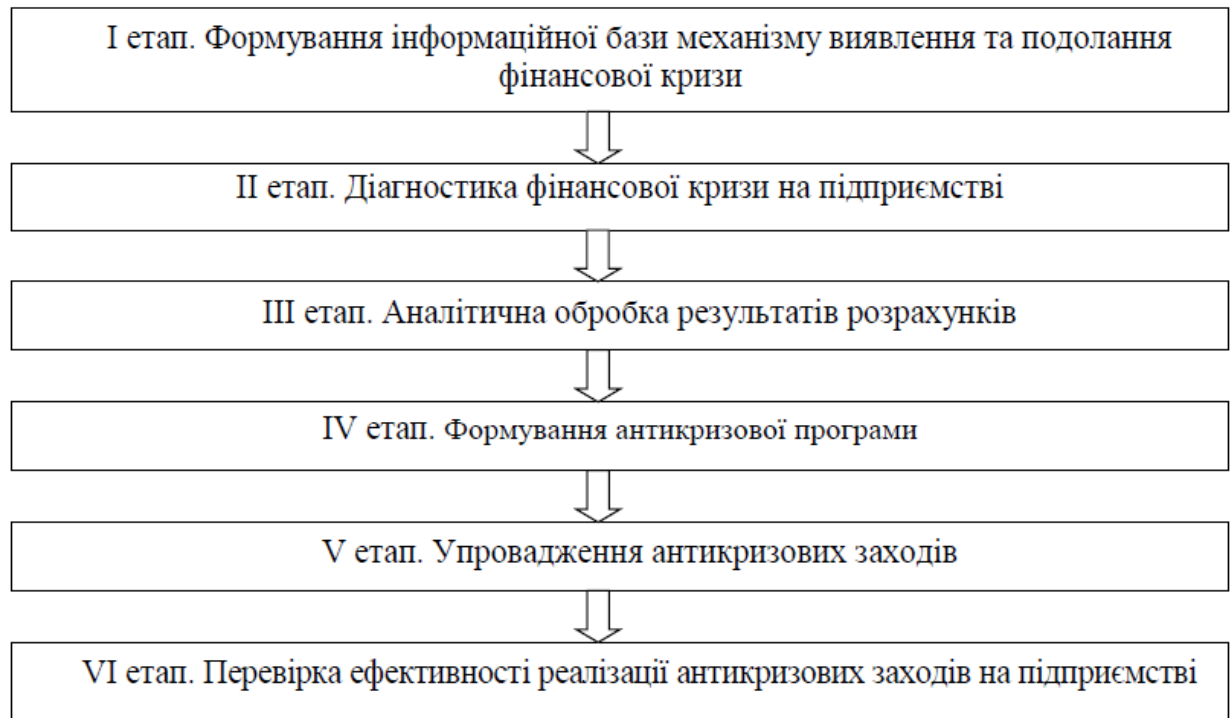 I етап. Формування інформаційної бази механізму виявлення та подолання
фінансової кризи
II етап. Діагностика фінансової кризи на підприємстві
III етап. Аналітична обробка результатів розрахунків
IV етап. Формування антикризової програми
V етап. Упровадження антикризових заходів
VI етап. Перевірка ефективності реалізації антикризових заходів на підприємстві